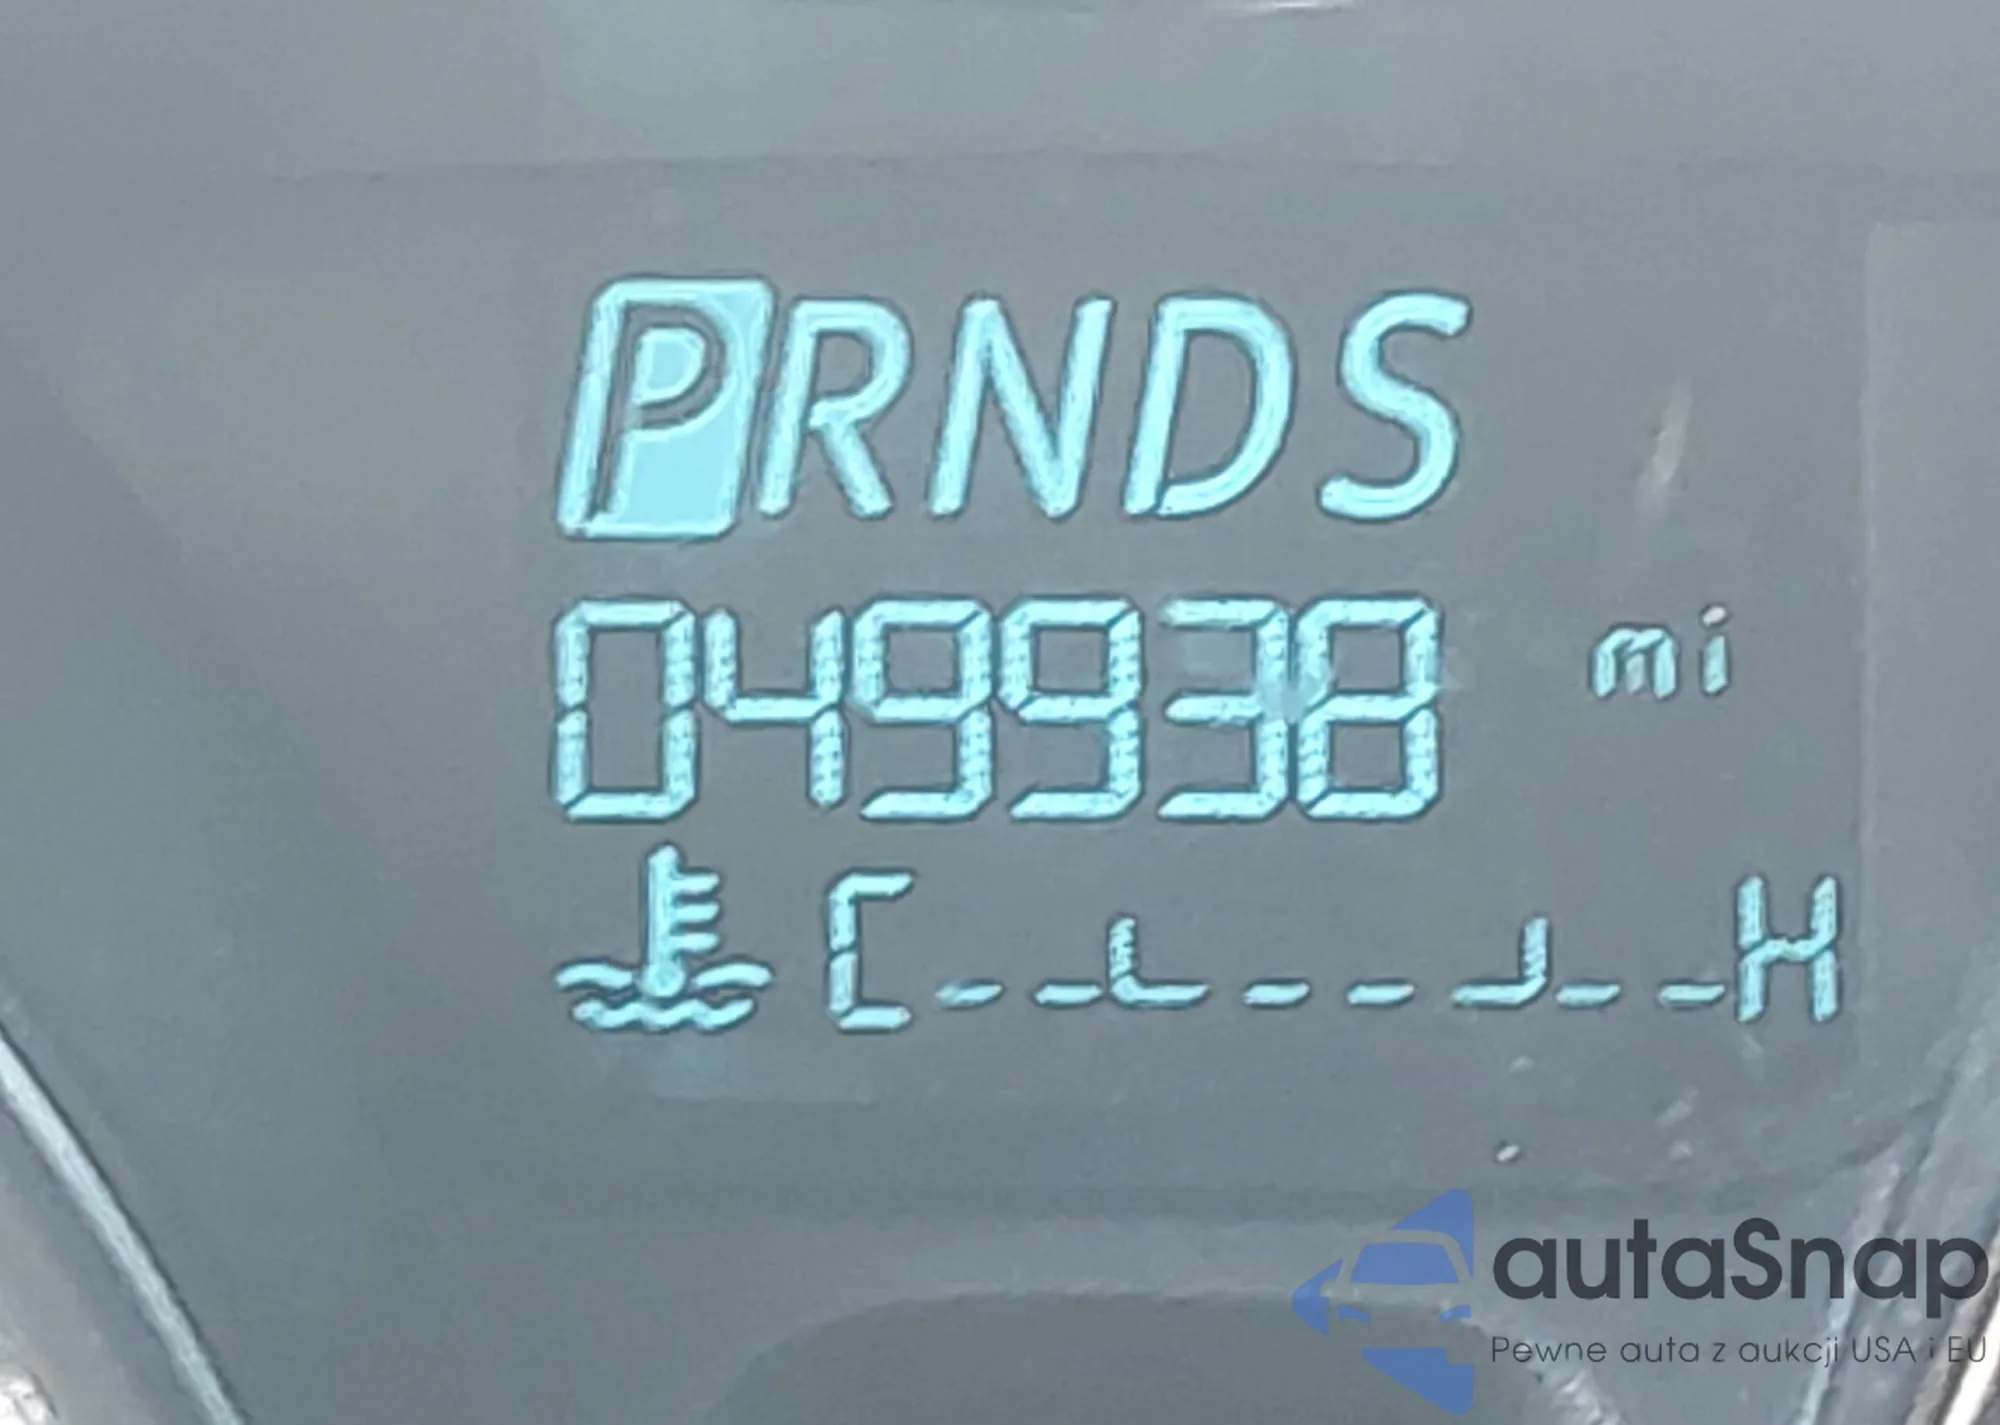 PRNDS
049938 mi
C H
autaSnap
Pewne auta z aukcji USA i EU